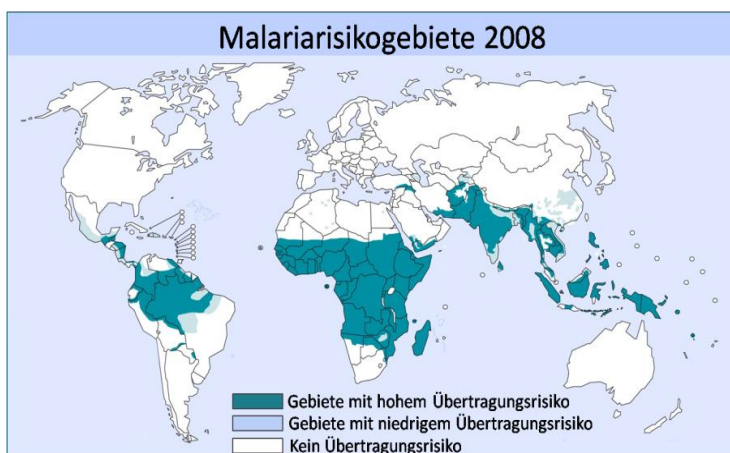 Malariarisikogebiete 2008
Gebiete mit hohem Übertragungsrisiko
Gebiete mit niedrigem Übertragungsrisiko
Kein Übertragungsrisiko